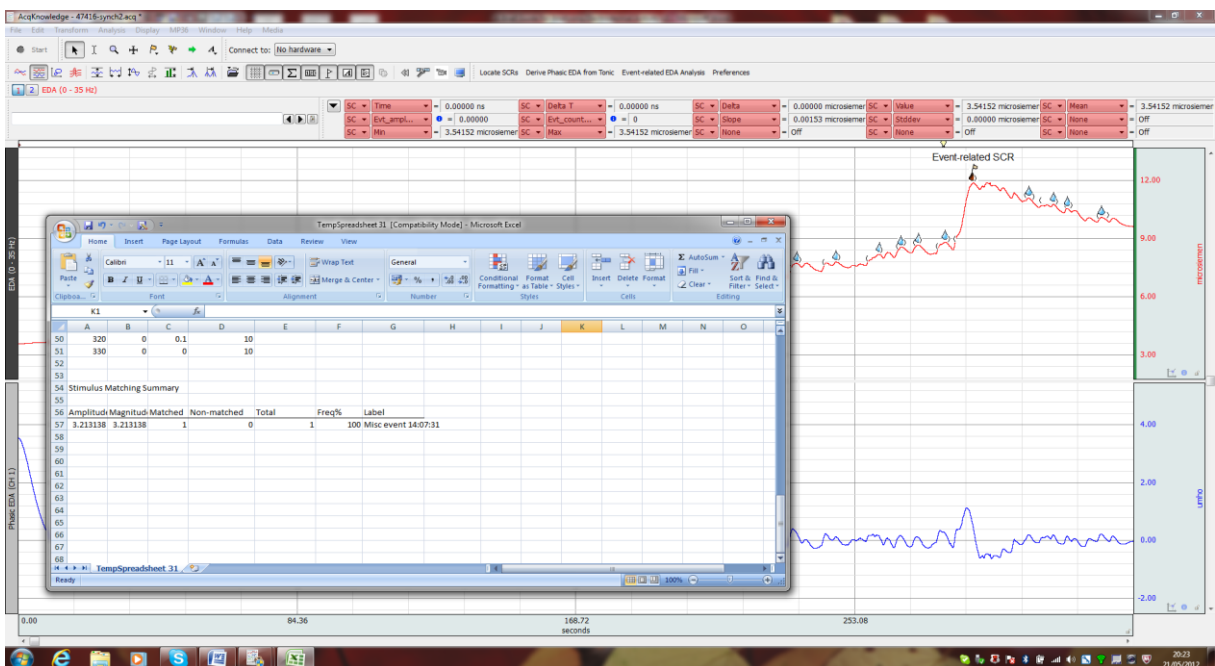 AcqKnowledge - 47416-synch2.acq *
File Edit Transform Analysis Display MP36 Window Help Media
Start Connect to: No hardware
Locate SCRs Derive Phasic EDA from Tonic Event-related EDA Analysis Preferences
1 2 EDA (0 - 35 Hz)
SC Time = 0.00000 ns SC Delta T = 0.00000 ns SC Delta = 0.00000 microsiemer SC Value = 3.54152 microsiemer SC Mean = 3.54152 microsiemer
SC Evt_ampl... = 0.00000 SC Evt_count... = 0 SC Slope = 0.00153 microsiemer SC Stddev = 0.00000 microsiemer SC None = Off
SC Min = 3.54152 microsiemer SC Max = 3.54152 microsiemer SC None = Off SC None = Off SC None = Off
Event-related SCR
12.00
9.00
6.00
3.00
microsiemen
EDA (0 - 35 Hz)
TempSpreadsheet 31 [Compatibility Mode] - Microsoft Excel
Home Insert Page Layout Formulas Data Review View
Paste Calibri 11 A A Wrap Text General Conditional Format Cell Insert Delete Format AutoSum Sort & Find &
B I U A Merge & Center % , Formatting as Table Styles Fill Filter Select
Clear
Clipboa... Font Alignment Number Styles Cells Editing
K1 fx
A B C D E F G H I J K L M N O
50 320 0 0.1 10
51 330 0 0 10
52
53
54 Stimulus Matching Summary
55
56 Amplitud Magnitud Matched Non-matched Total Freq% Label
57 3.213138 3.213138 1 0 1 100 Misc event 14:07:31
58
59
60
61
62
63
64
65
66
67
68
TempSpreadsheet 31
Ready 100%
4.00
2.00
0.00
-2.00
umho
Phasic EDA (CH 1)
0.00 84.36 168.72 253.08
seconds
20:23
21/05/2012